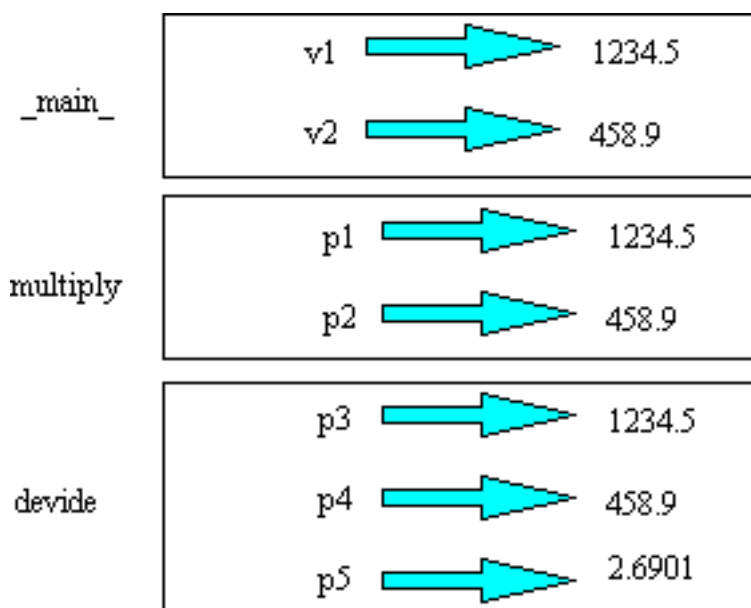 v1 1234.5
_main_
v2 458.9
p1 1234.5
multiply
p2 458.9
p3 1234.5
devide p4 458.9
p5 2.6901